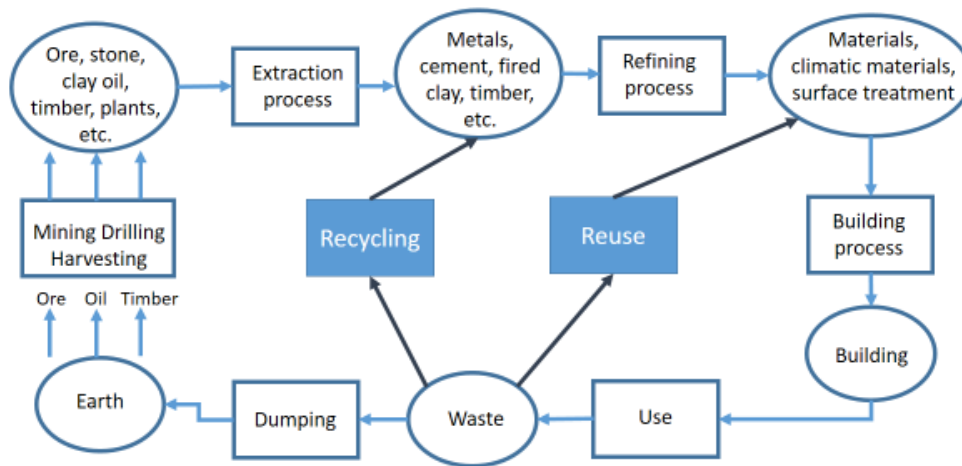 Ore, stone,
clay oil,
timber, plants,
etc.
Extraction
process
Metals,
cement, fired
clay, timber,
etc.
Refining
process
Materials,
climatic materials,
surface treatment
Mining Drilling
Harvesting
Recycling
Reuse
Building
process
Ore Oil Timber
Building
Earth
Dumping
Waste
Use